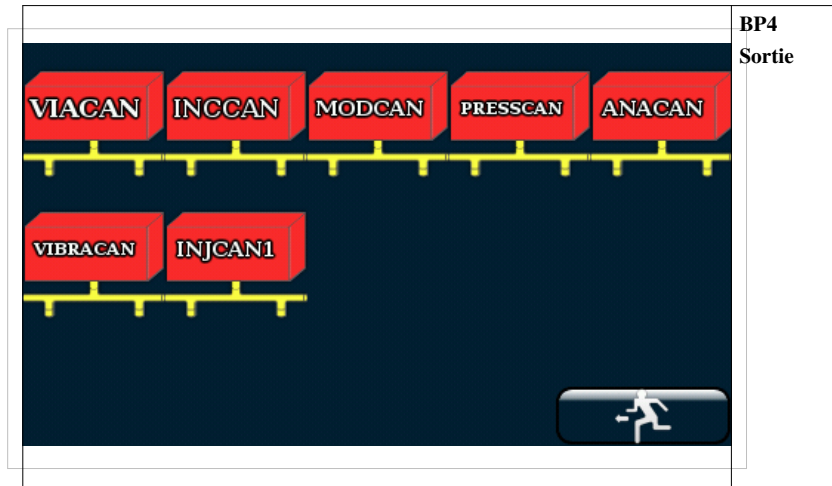 BP4
Sortie
VIACAN INCCAN MODCAN PRESSCAN ANACAN
VIBRACAN INJCAN1